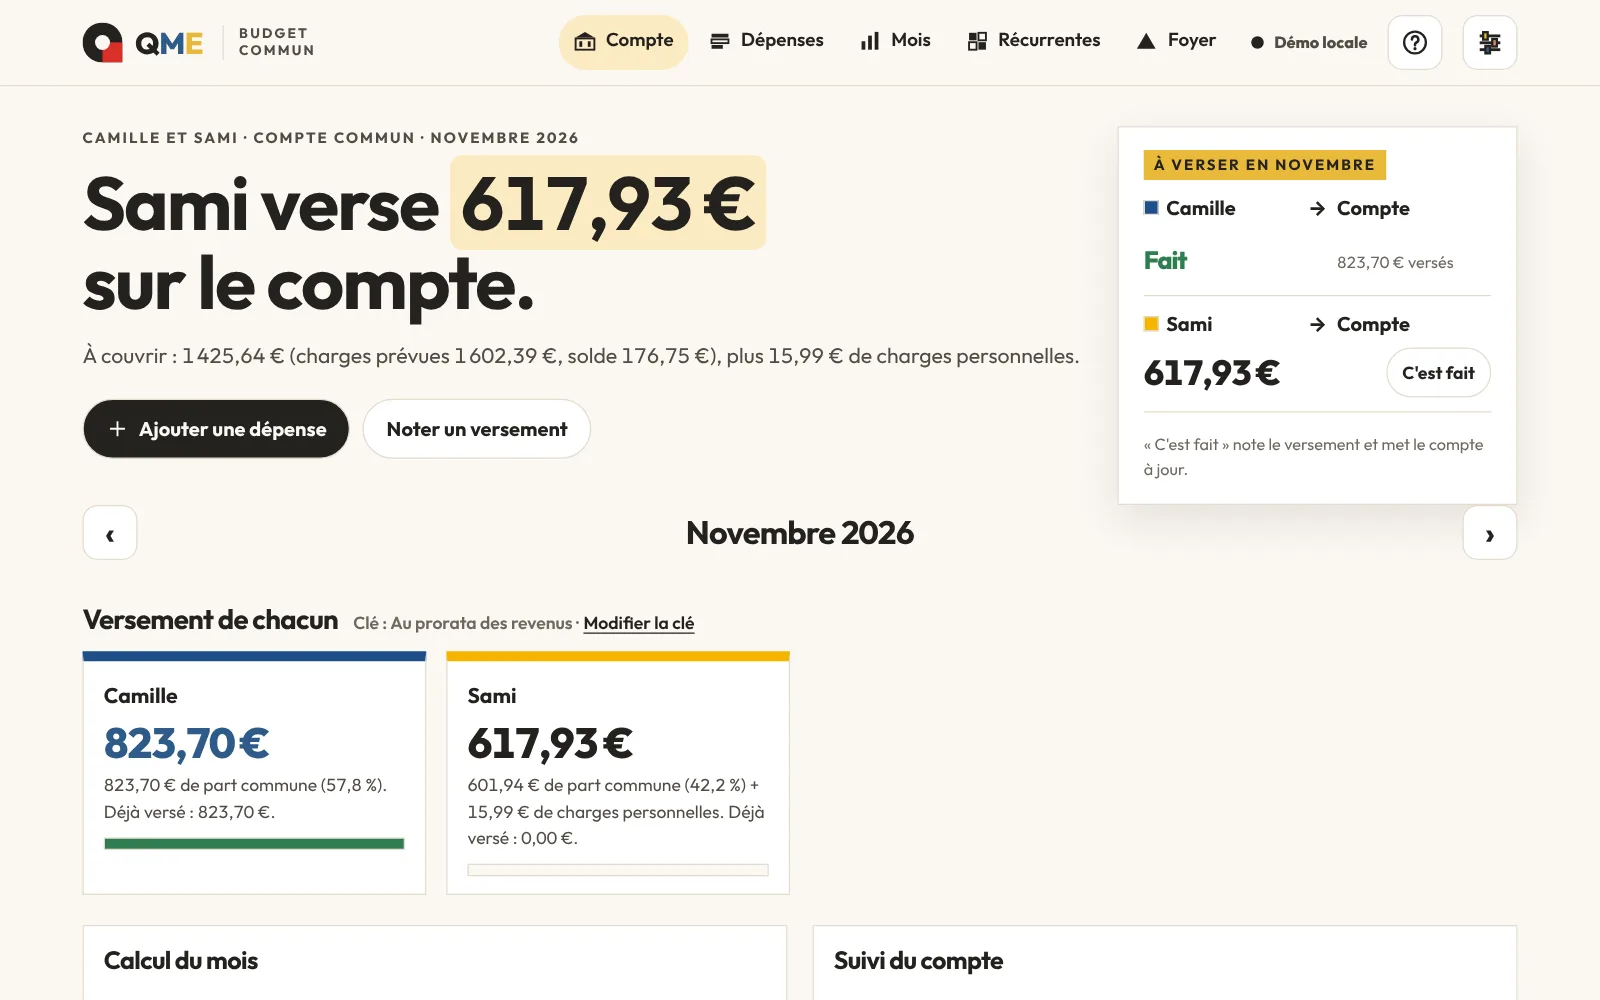 QME
BUDGET
COMMUN
Compte
Dépenses
Mois
Récurrentes
Foyer
Démo locale
CAMILLE ET SAMI · COMPTE COMMUN · NOVEMBRE 2026
Sami verse 617,93 €
sur le compte.
À couvrir : 1 425,64 € (charges prévues 1 602,39 €, solde 176,75 €), plus 15,99 € de charges personnelles.
+ Ajouter une dépense
Noter un versement
À VERSER EN NOVEMBRE
Camille → Compte
Fait
823,70 € versés
Sami → Compte
617,93 €
C'est fait
« C'est fait » note le versement et met le compte
à jour.
‹
Novembre 2026
›
Versement de chacun
Clé : Au prorata des revenus · Modifier la clé
Camille
823,70 €
823,70 € de part commune (57,8 %).
Déjà versé : 823,70 €.
Sami
617,93 €
601,94 € de part commune (42,2 %) +
15,99 € de charges personnelles. Déjà
versé : 0,00 €.
Calcul du mois
Suivi du compte